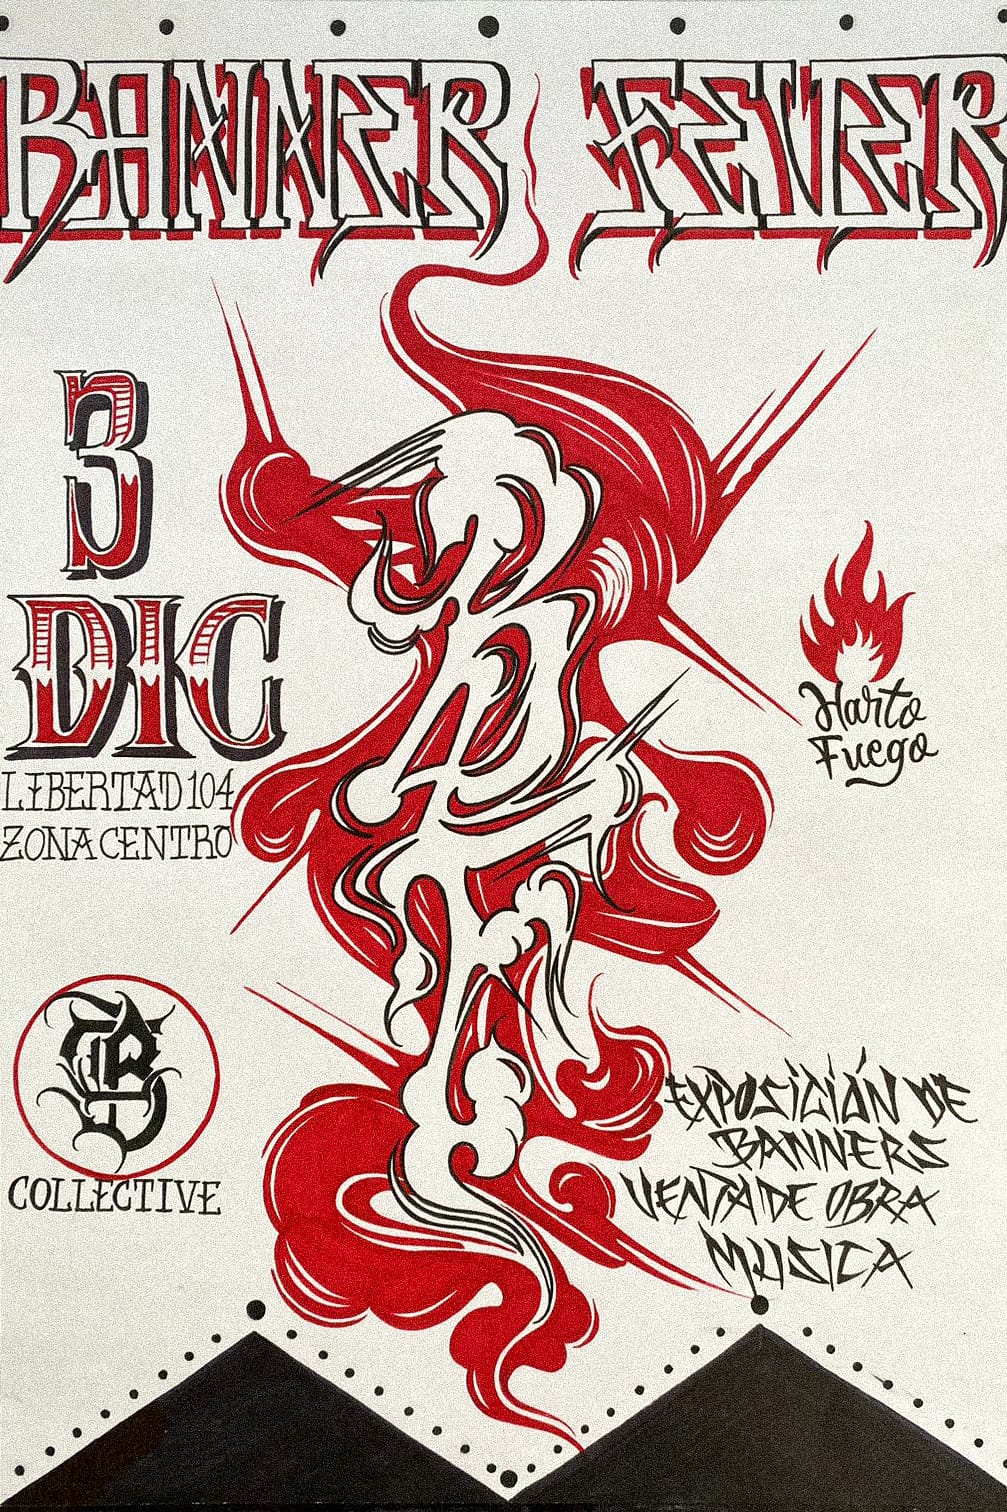 BANNER FEVER
3
DIC
LIBERTAD 104
ZONA CENTRO
Harto
Fuego
COLLECTIVE
EXPOSICIÓN DE
BANNERS
VENTA DE OBRA
MUSICA